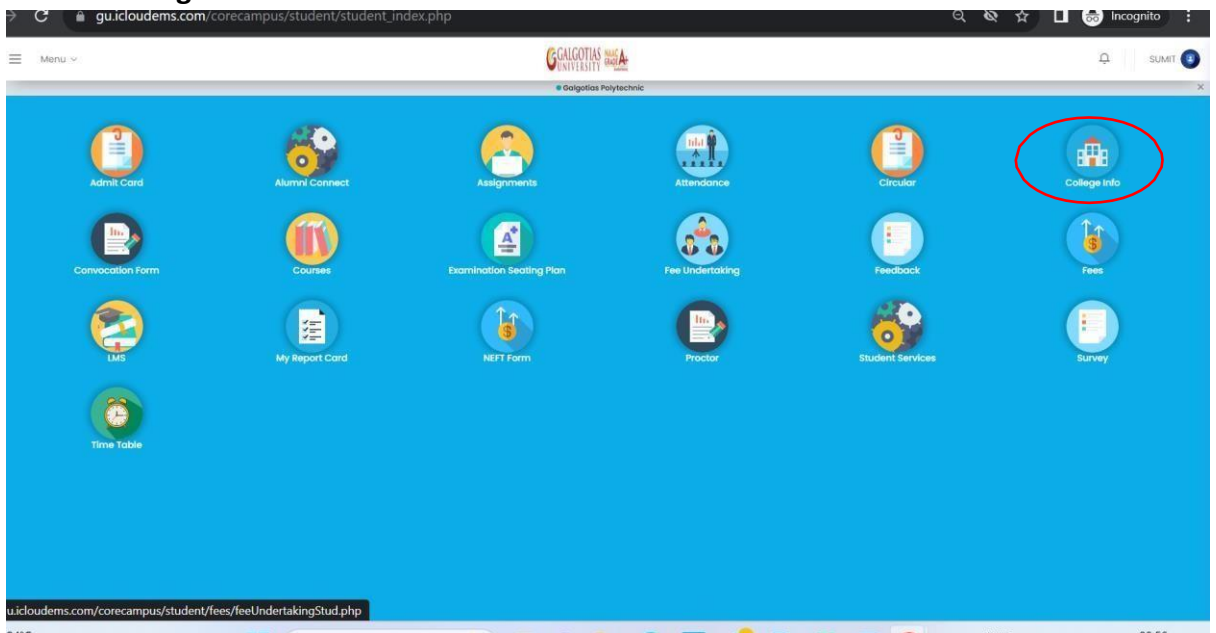 gu.icloudems.com/corecampus/student/student_index.php
Incognito
Menu
GALGOTIAS UNIVERSITY NAAC GRADE A+
SUMIT
Galgotias Polytechnic
Admit Card
Alumni Connect
Assignments
Attendance
Circular
College Info
Convocation Form
Courses
Examination Seating Plan
Fee Undertaking
Feedback
Fees
LMS
My Report Card
NEFT Form
Proctor
Student Services
Survey
Time Table
u.icloudems.com/corecampus/student/fees/feeUndertakingStud.php